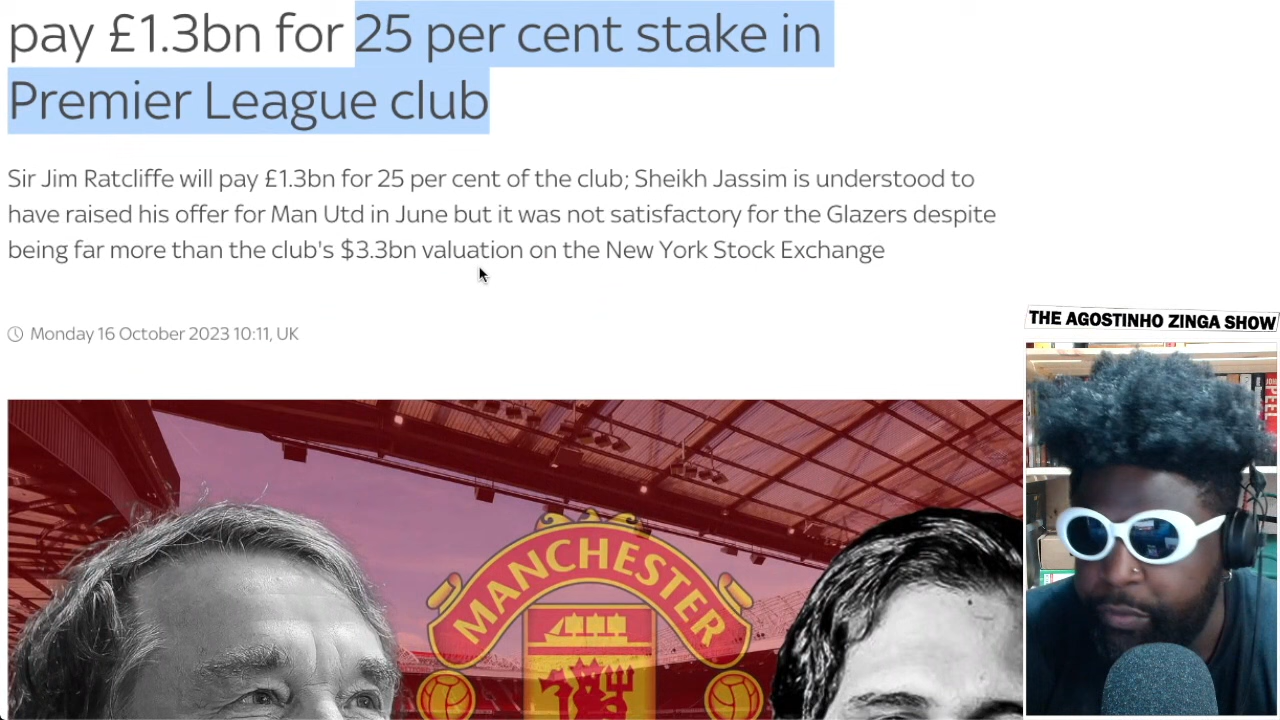 pay £1.3bn for 25 per cent stake in
Premier League club
Sir Jim Ratcliffe will pay £1.3bn for 25 per cent of the club; Sheikh Jassim is understood to
have raised his offer for Man Utd in June but it was not satisfactory for the Glazers despite
being far more than the club's $3.3bn valuation on the New York Stock Exchange
Monday 16 October 2023 10:11, UK
THE AGOSTINHO ZINGA SHOW
MANCHESTER
PEEL